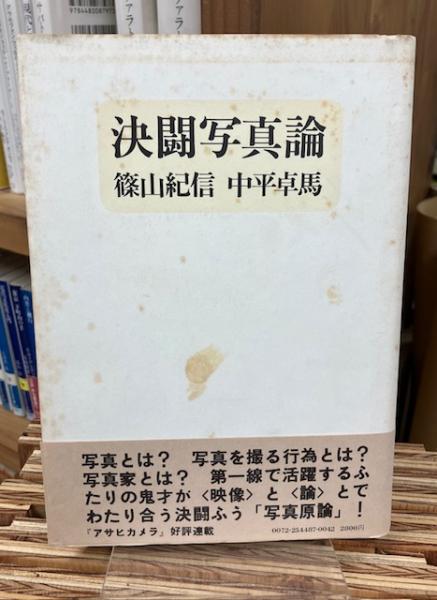 決闘写真論
篠山紀信 中平卓馬
写真とは？ 写真を撮る行為とは？
写真家とは？ 第一線で活躍するふ
たりの鬼才が〈映像〉と〈論〉とで
わたり合う決闘ふう「写真原論」！
『アサヒカメラ』好評連載
0072-254487-0042 2800円